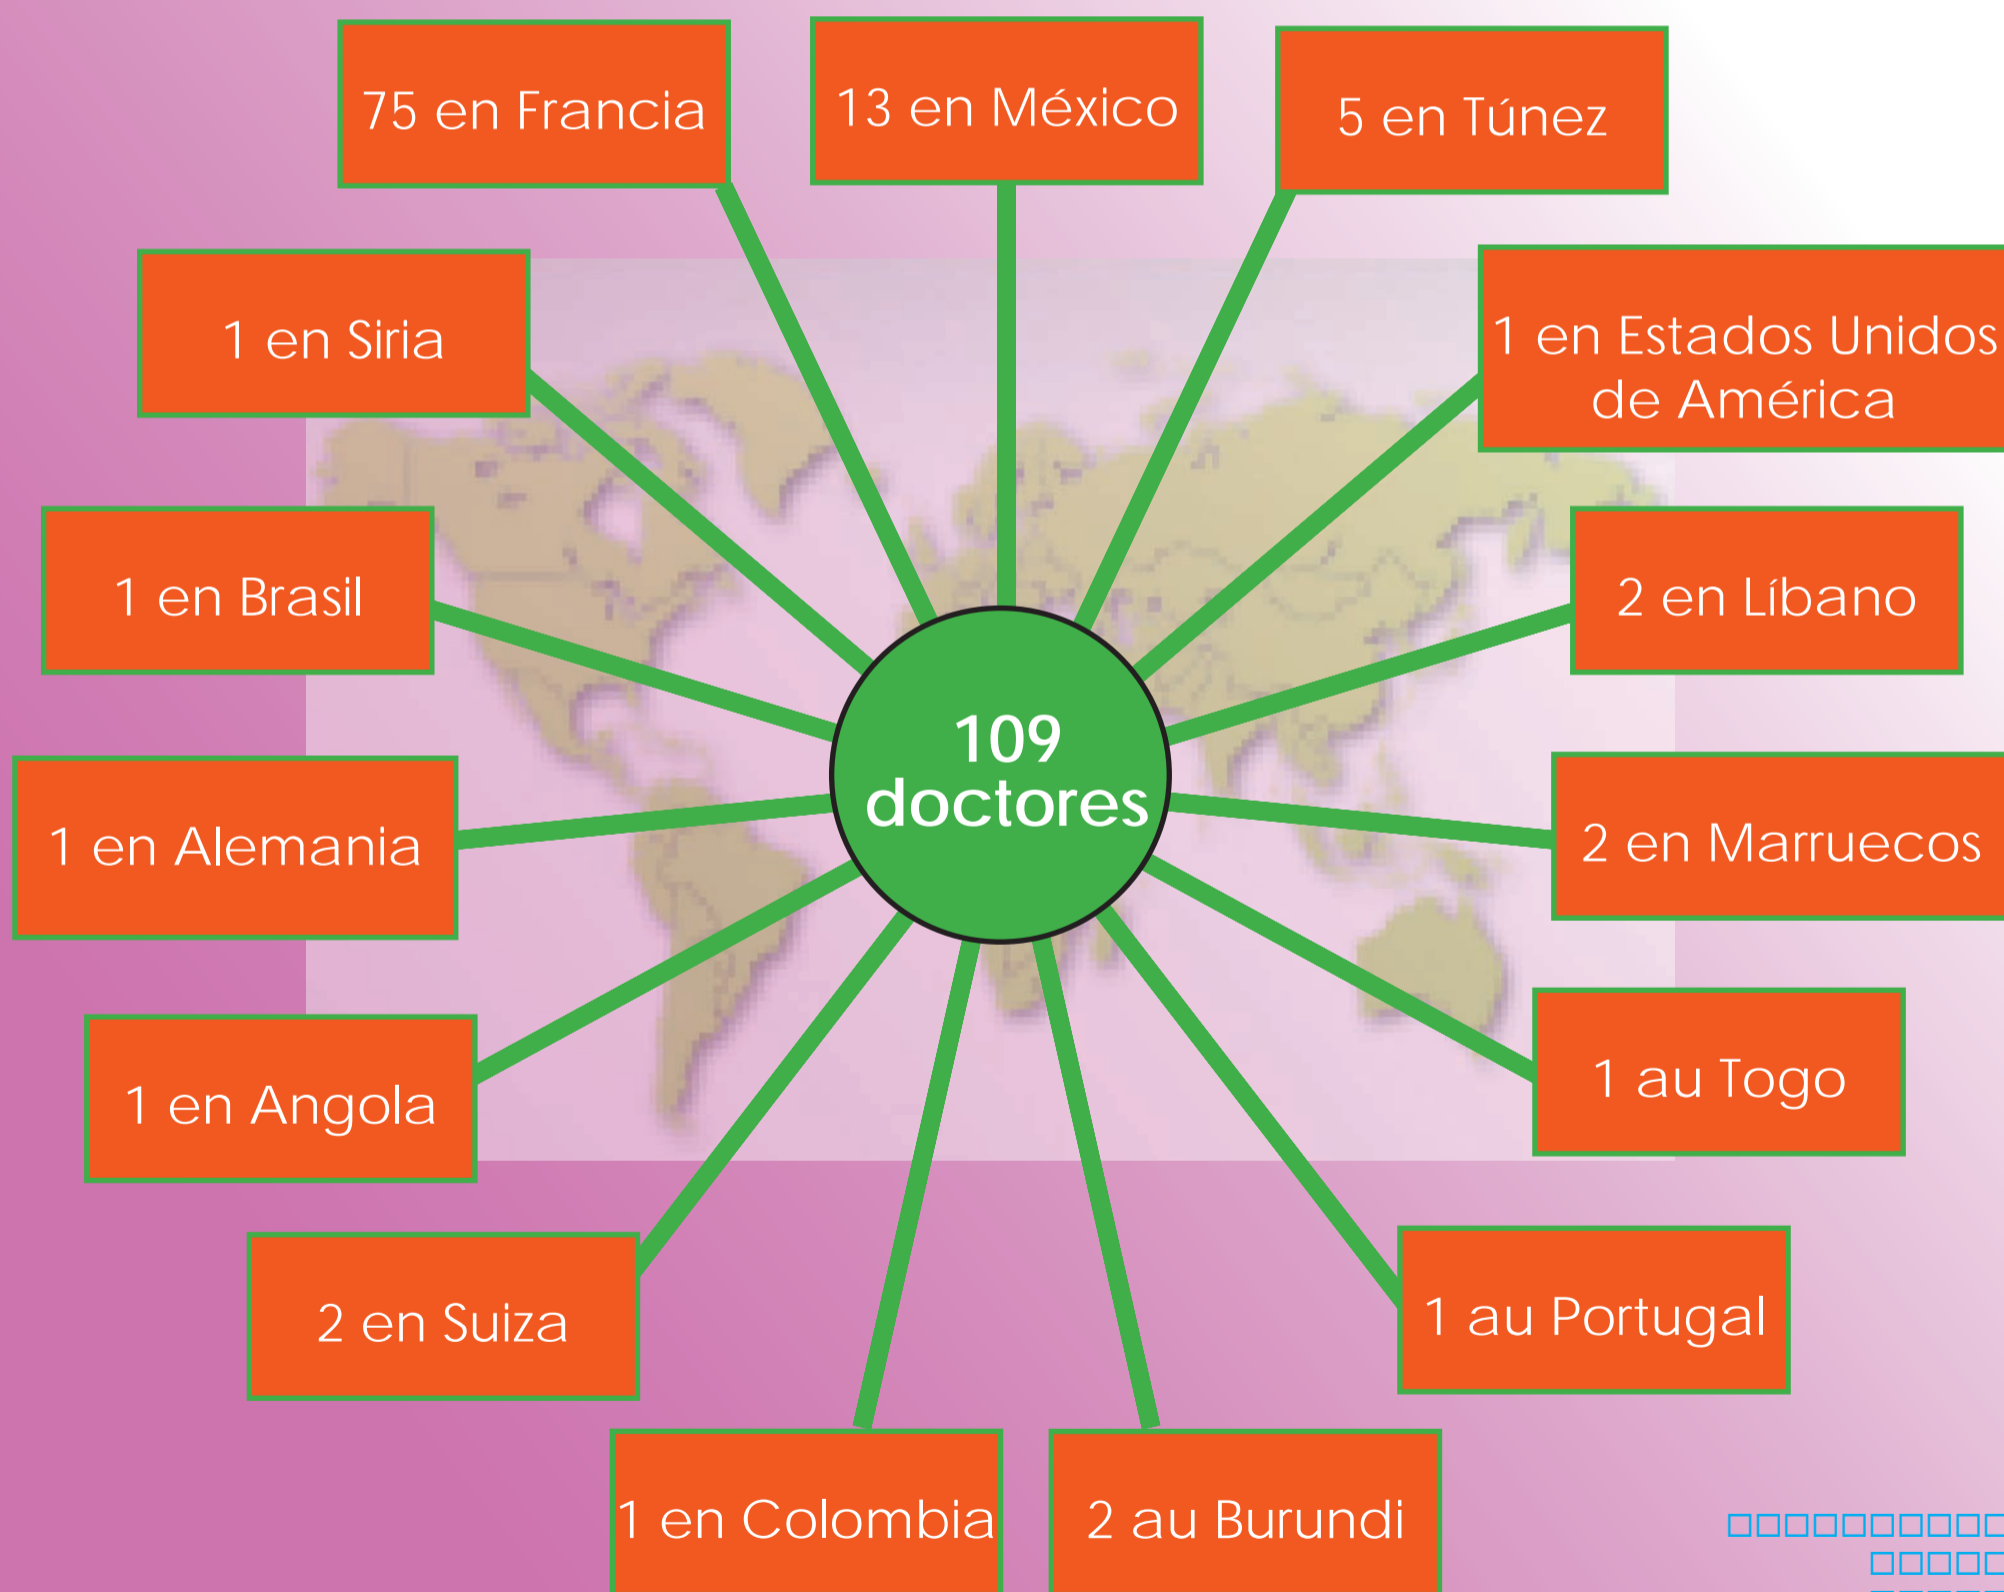 75 en Francia
13 en México
5 en Túnez
1 en Siria
1 en Estados Unidos
de América
1 en Brasil
2 en Líbano
109
doctores
1 en Alemania
2 en Marruecos
1 en Angola
1 au Togo
2 en Suiza
1 au Portugal
1 en Colombia
2 au Burundi